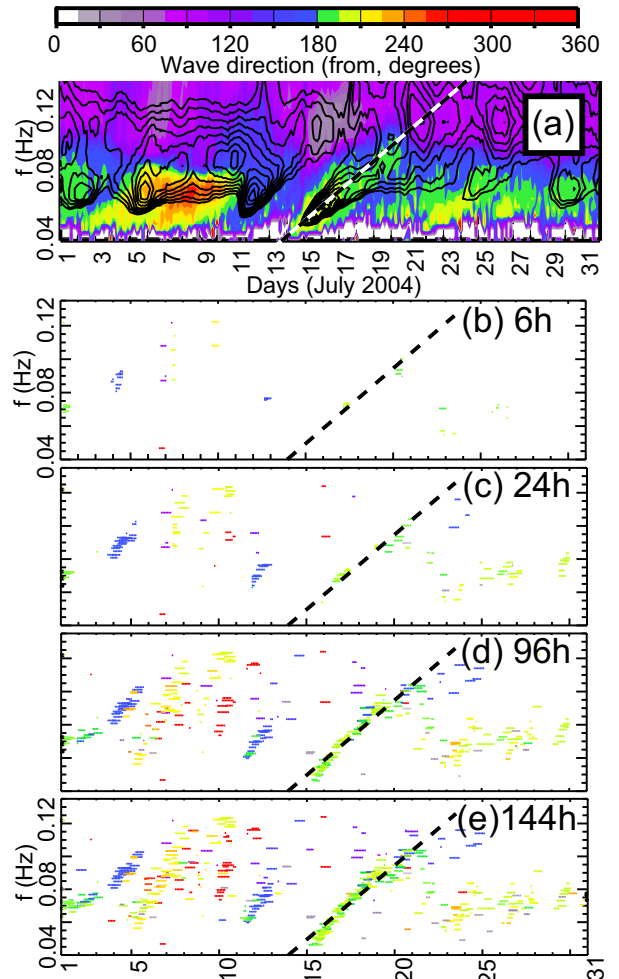 0 60 120 180 240 300 360
Wave direction (from, degrees)
f (Hz)
0.12
0.08
0.04
(a)
1 3 5 7 9 11 13 15 17 19 21 23 25 27 29 31
Days (July 2004)
f (Hz)
0.12
0.08
0.04
(b) 6h
(c) 24h
(d) 96h
f (Hz)
0.12
0.08
0.04
(e) 144h
1 5 10 15 20 25 31